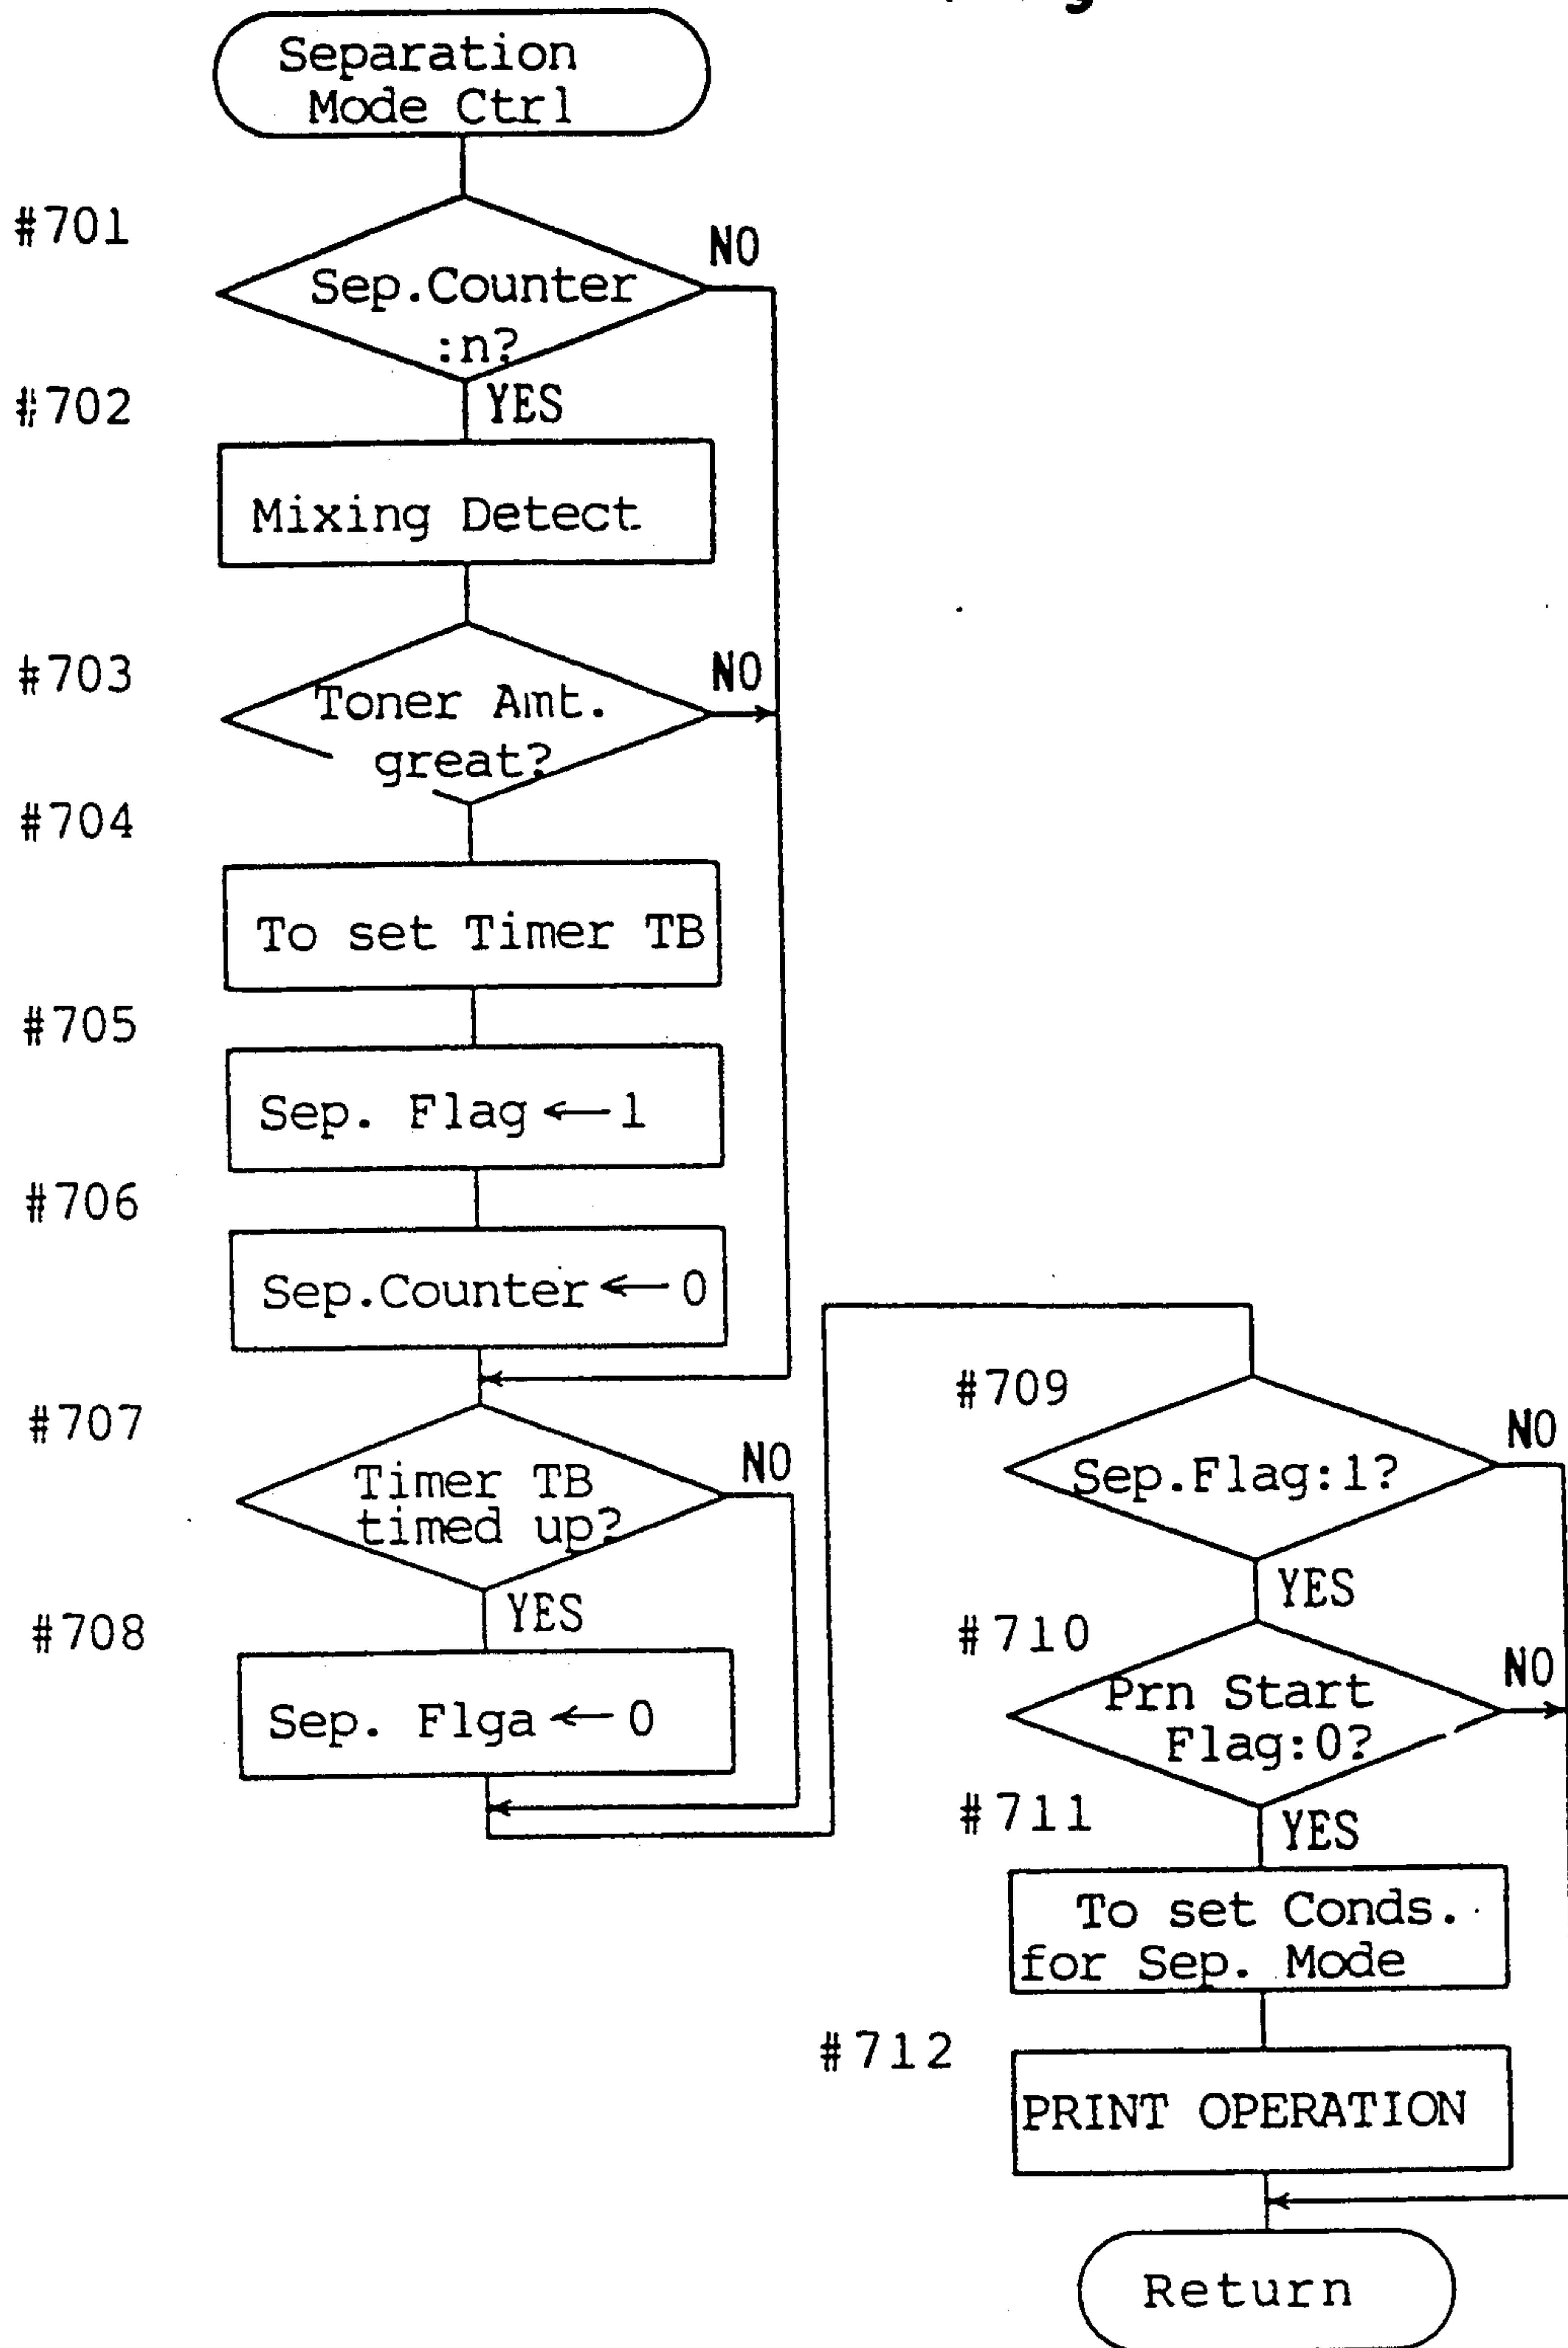 Separation
Mode Ctrl
#701
NO
Sep.Counter
:n?
#702
YES
Mixing Detect
#703
NO
Toner Amt.
great?
#704
To set Timer TB
#705
Sep. Flag ← 1
#706
Sep.Counter ← 0
#707
NO
Timer TB
timed up?
YES
#708
Sep. Flga ← 0
#709
NO
Sep.Flag:1?
YES
#710
NO
Prn Start
Flag:0?
#711
YES
To set Conds.
for Sep. Mode
#712
PRINT OPERATION
Return